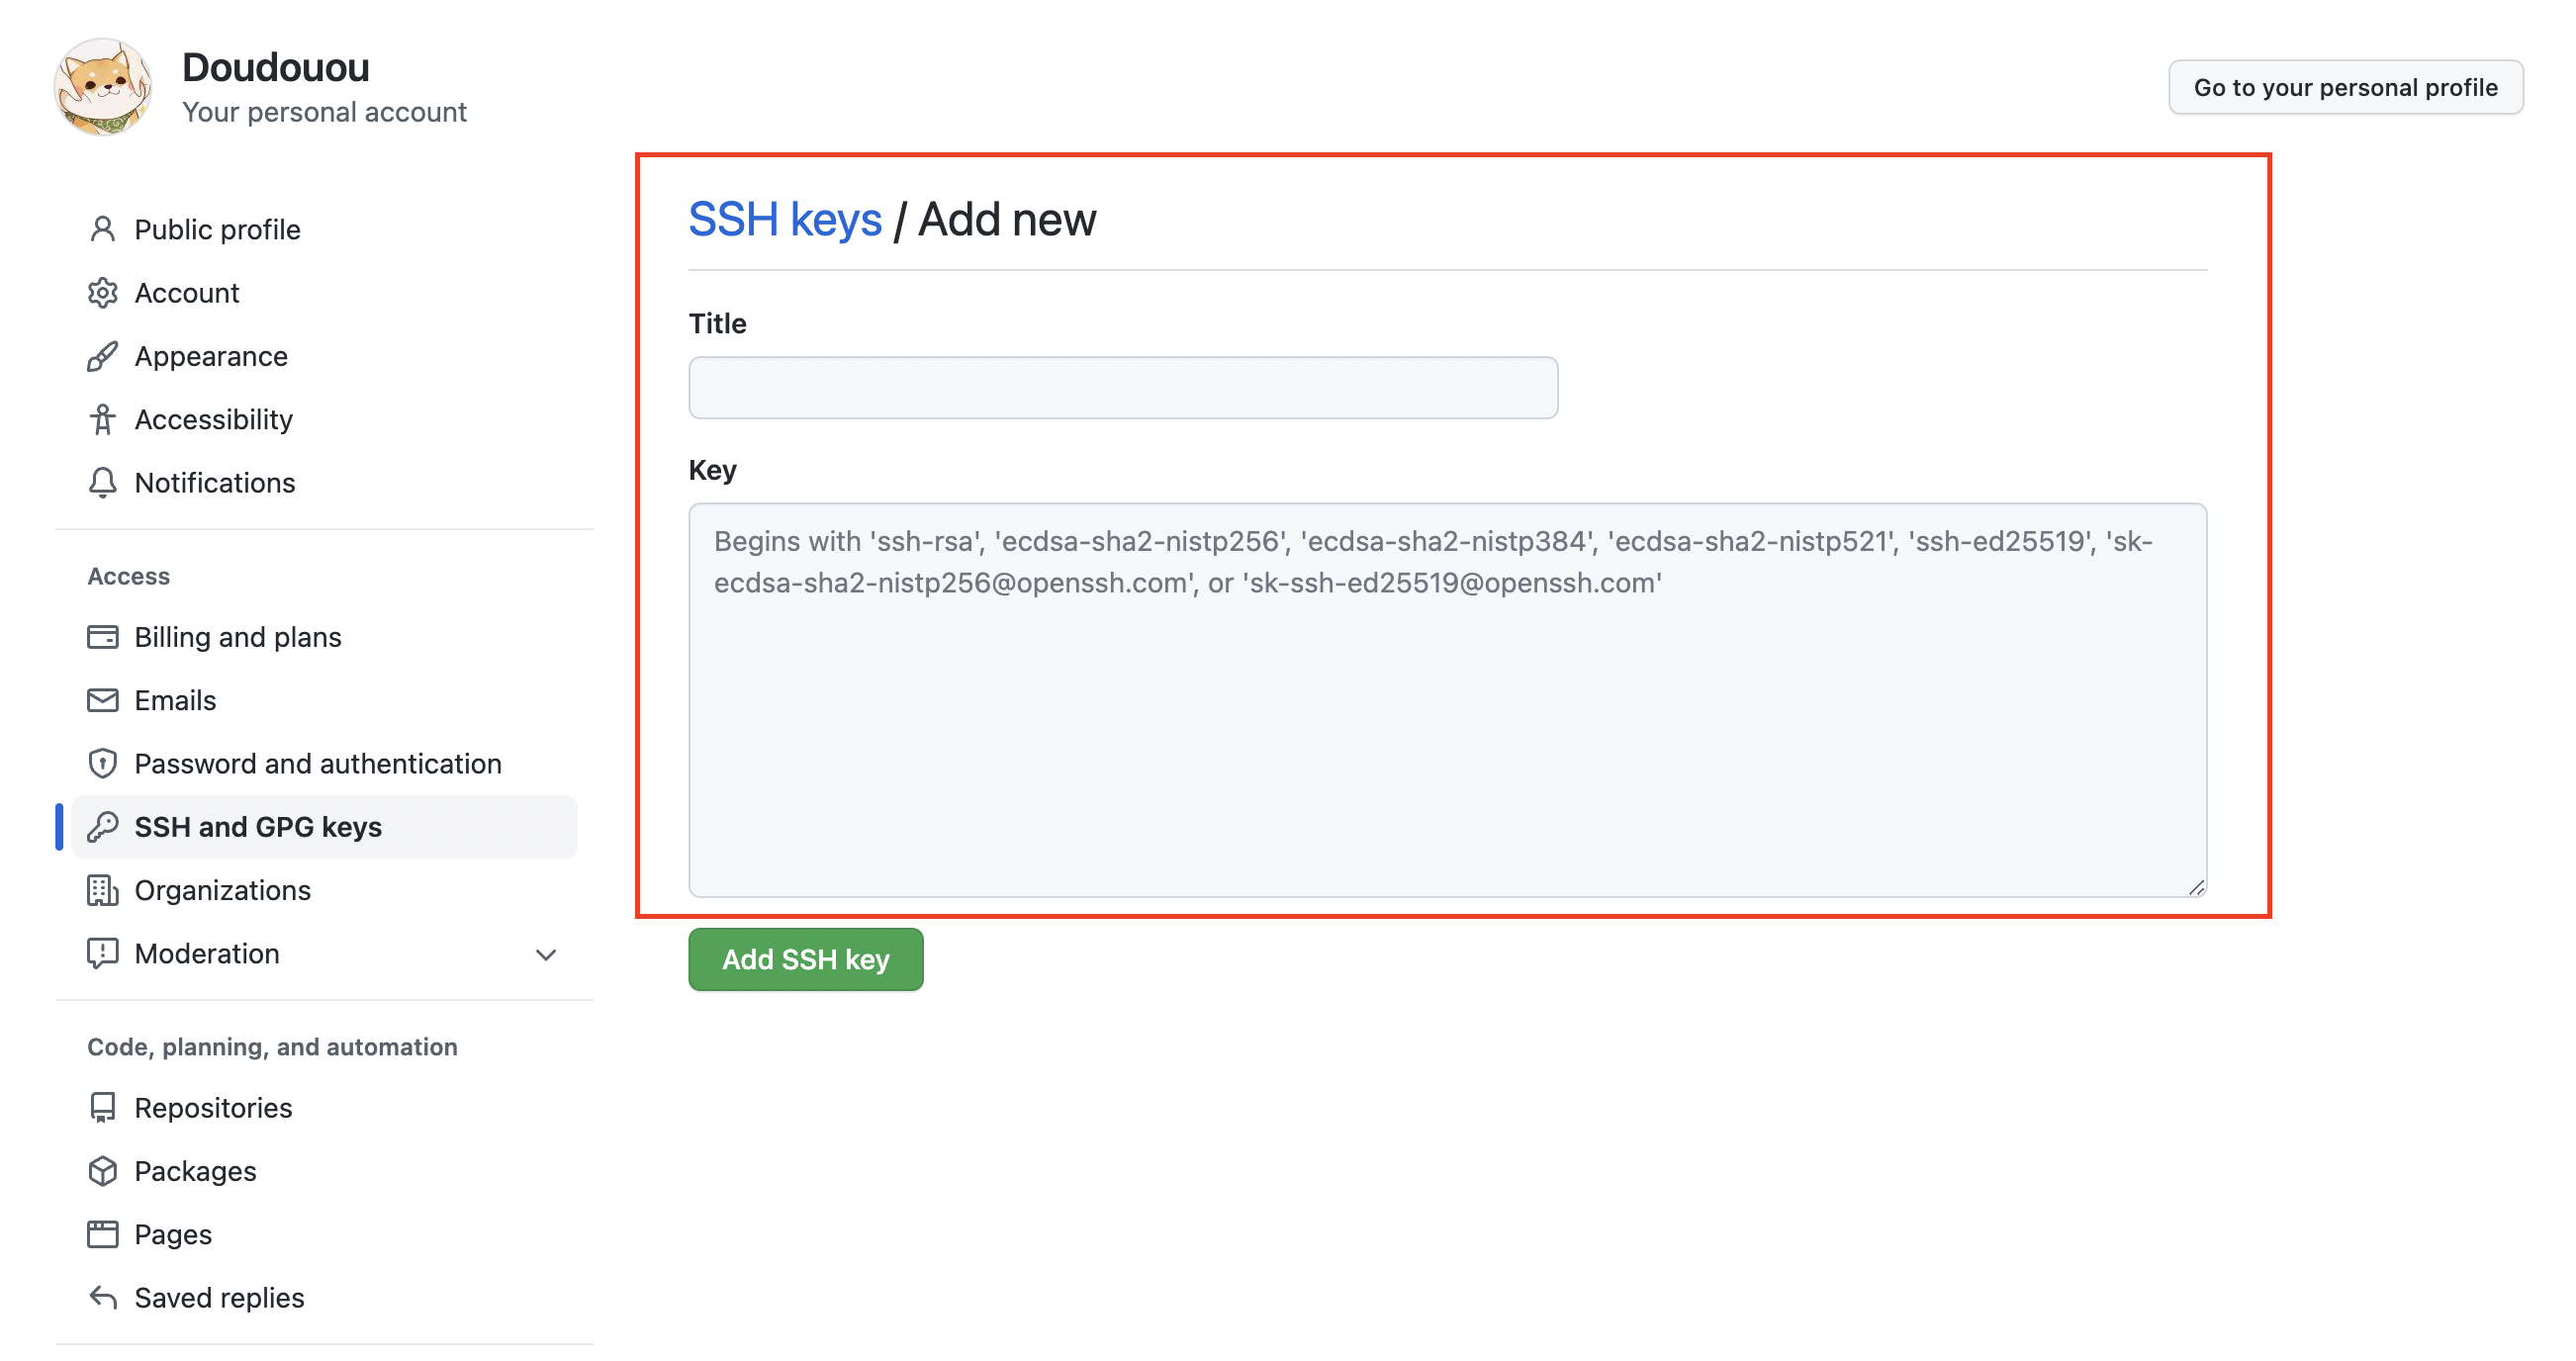 Doudouou
Your personal account
Go to your personal profile
Public profile
Account
Appearance
Accessibility
Notifications
Access
Billing and plans
Emails
Password and authentication
SSH and GPG keys
Organizations
Moderation
Code, planning, and automation
Repositories
Packages
Pages
Saved replies
SSH keys / Add new
Title
Key
Begins with 'ssh-rsa', 'ecdsa-sha2-nistp256', 'ecdsa-sha2-nistp384', 'ecdsa-sha2-nistp521', 'ssh-ed25519', 'sk-
ecdsa-sha2-nistp256@openssh.com', or 'sk-ssh-ed25519@openssh.com'
Add SSH key